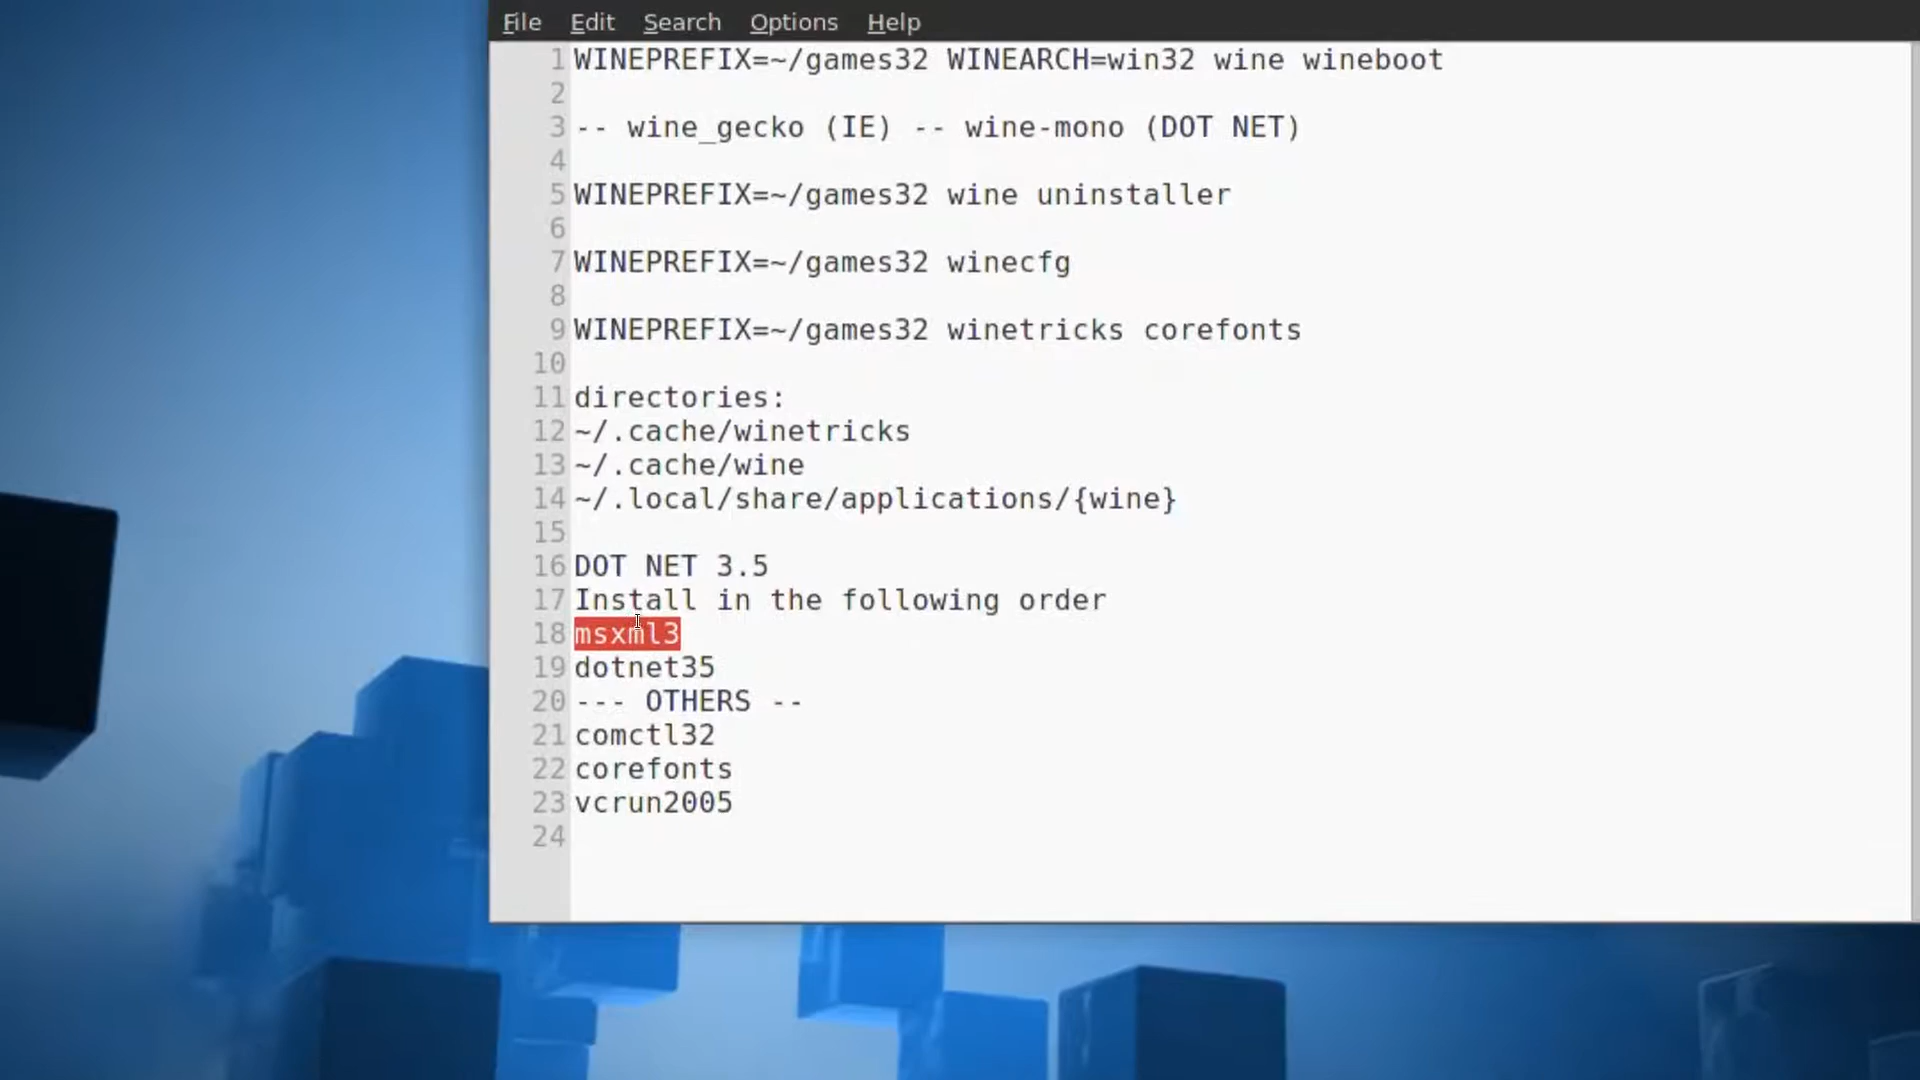 File Edit Search Options Help
1 WINEPREFIX=~/games32 WINEARCH=win32 wine wineboot
2
3 -- wine_gecko (IE) -- wine-mono (DOT NET)
4
5 WINEPREFIX=~/games32 wine uninstaller
6
7 WINEPREFIX=~/games32 winecfg
8
9 WINEPREFIX=~/games32 winetricks corefonts
10
11 directories:
12 ~/.cache/winetricks
13 ~/.cache/wine
14 ~/.local/share/applications/{wine}
15
16 DOT NET 3.5
17 Install in the following order
18 msxml3
19 dotnet35
20 --- OTHERS --
21 comctl32
22 corefonts
23 vcrun2005
24